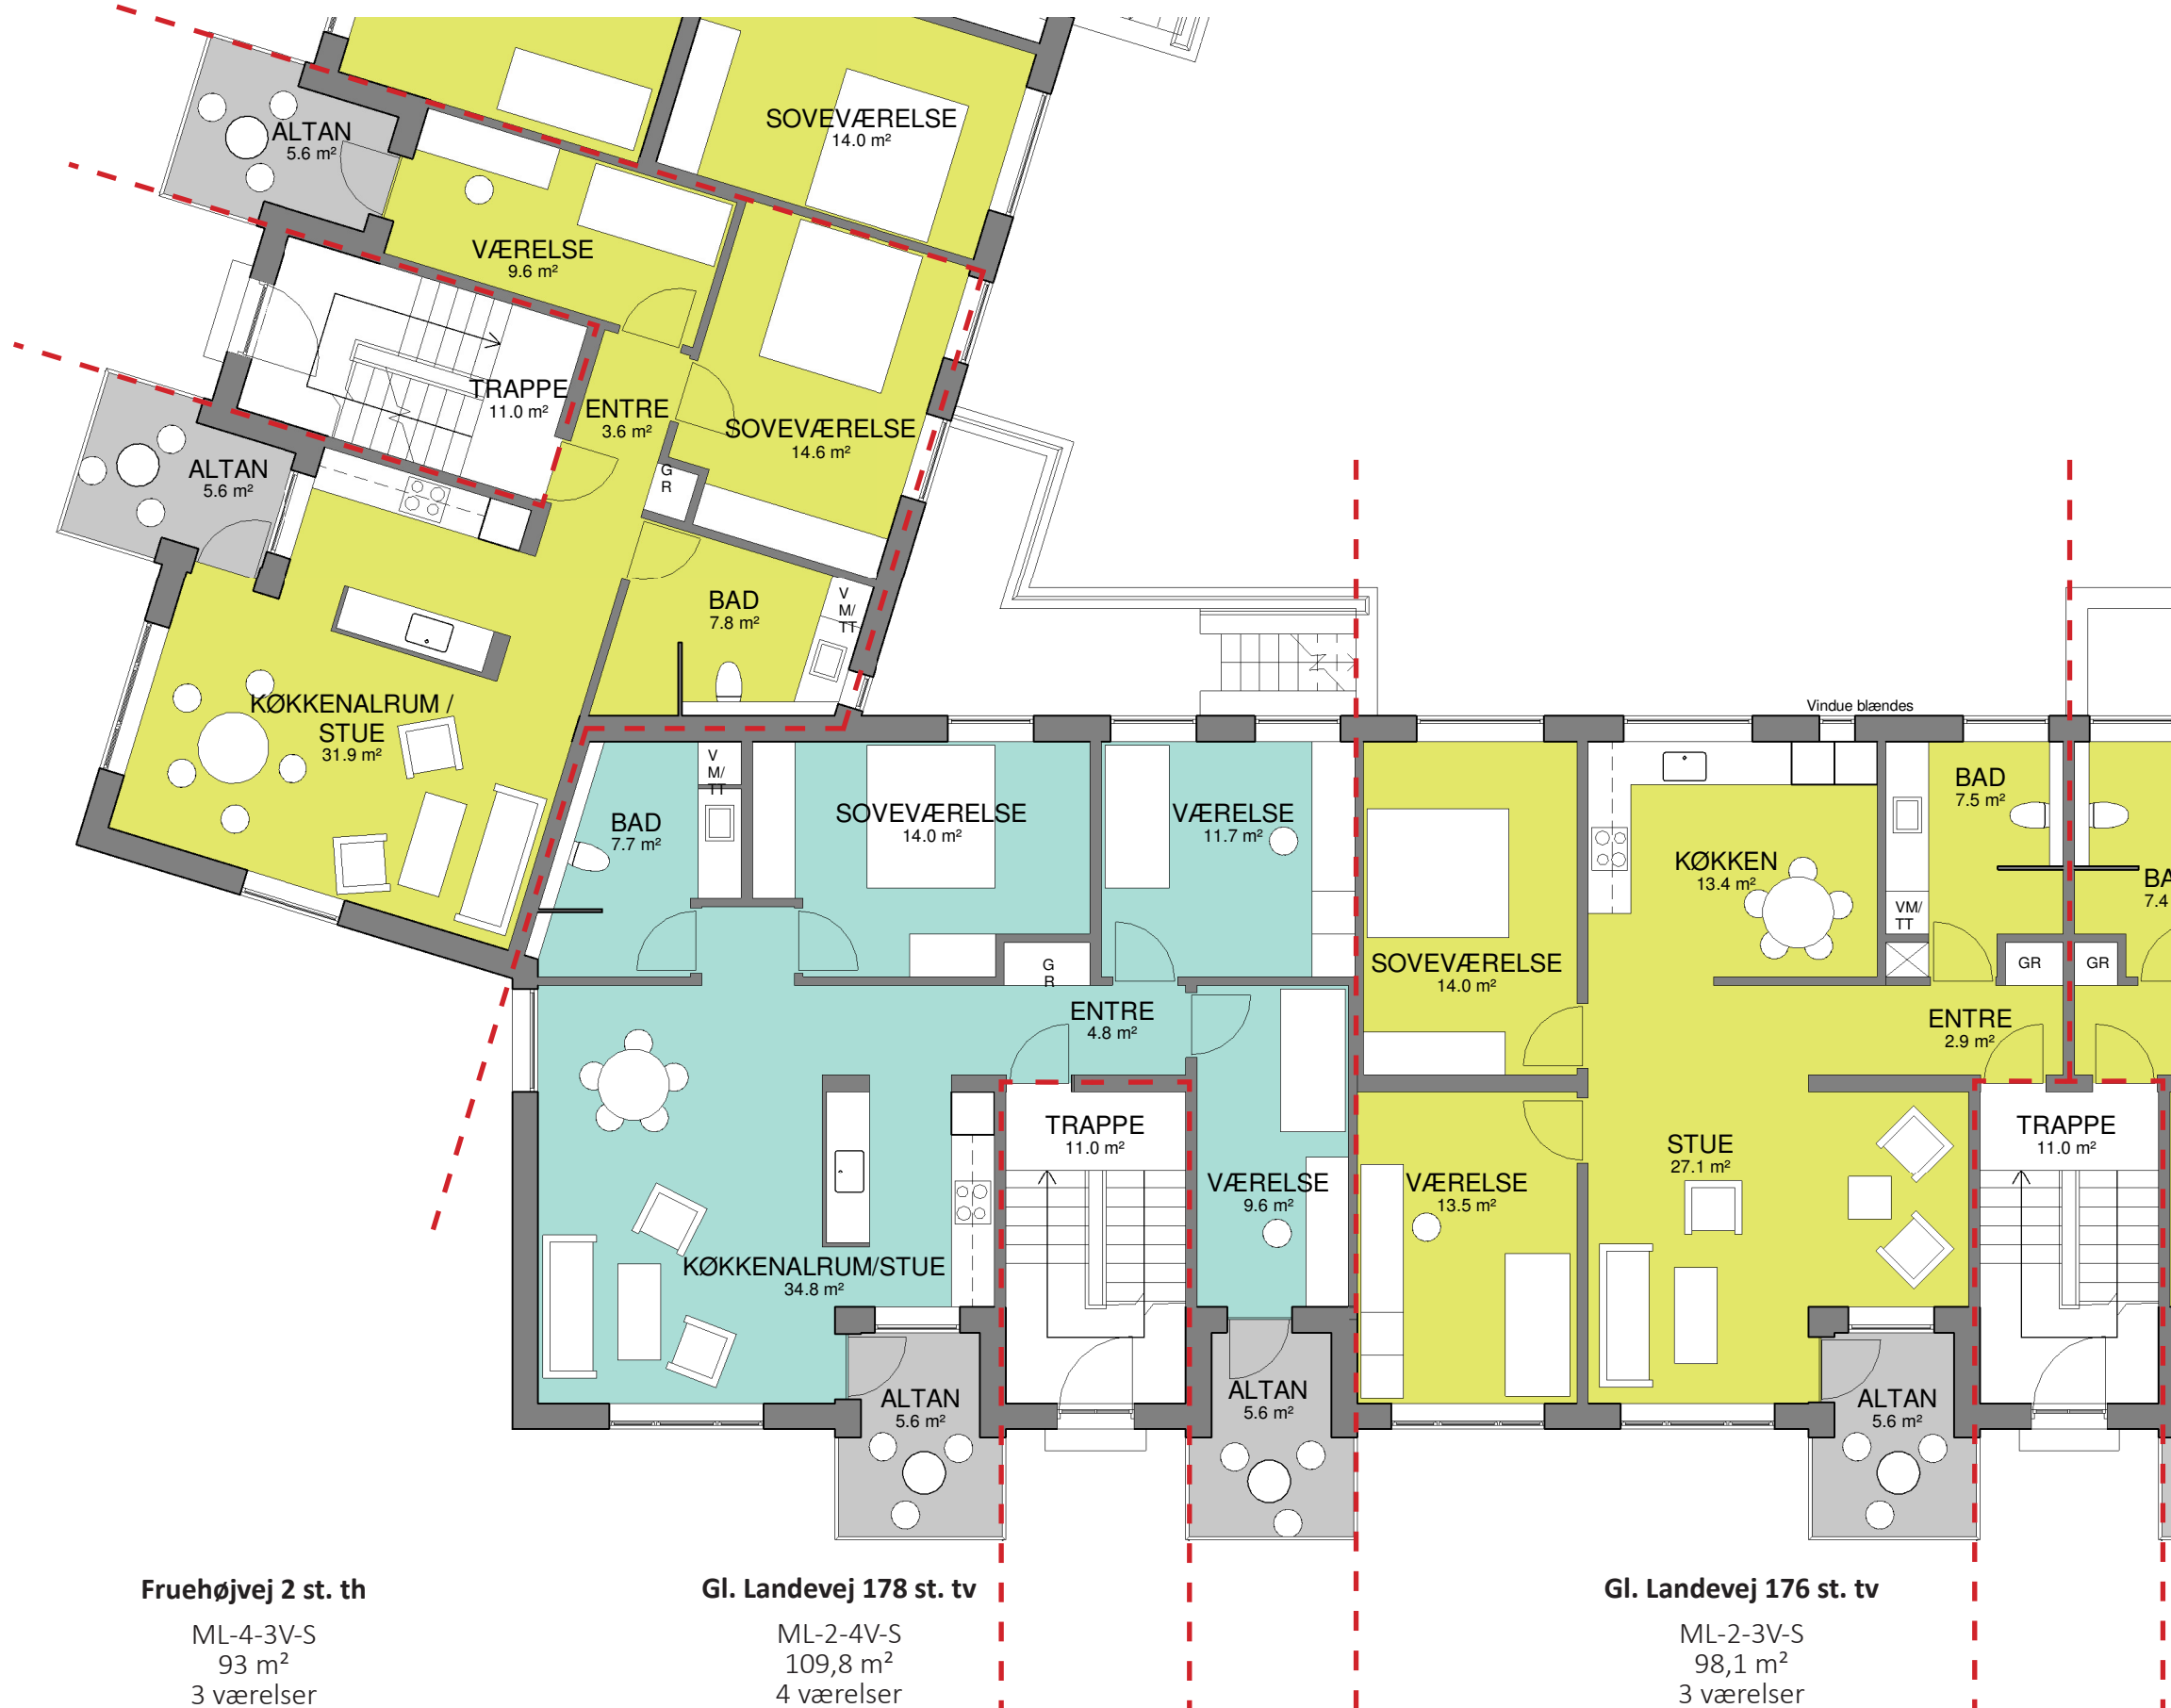 SOVEVÆRELSE
14.0 m²
ALTAN
5.6 m²
VÆRELSE
9.6 m²
TRAPPE
11.0 m²
ENTRE
3.6 m²
SOVEVÆRELSE
14.6 m²
ALTAN
5.6 m²
G
R
BAD
7.8 m²
V
M/
TT
KØKKENALRUM /
STUE
31.9 m²
Vindue blændes
BAD
7.7 m²
V
M/
TT
SOVEVÆRELSE
14.0 m²
VÆRELSE
11.7 m²
G
R
ENTRE
4.8 m²
TRAPPE
11.0 m²
VÆRELSE
9.6 m²
KØKKENALRUM/STUE
34.8 m²
ALTAN
5.6 m²
ALTAN
5.6 m²
SOVEVÆRELSE
14.0 m²
KØKKEN
13.4 m²
BAD
7.5 m²
VM/
TT
GR
GR
BA
7.4
ENTRE
2.9 m²
VÆRELSE
13.5 m²
STUE
27.1 m²
TRAPPE
11.0 m²
ALTAN
5.6 m²
Fruehøjvej 2 st. th
ML-4-3V-S
93 m²
3 værelser
Gl. Landevej 178 st. tv
ML-2-4V-S
109,8 m²
4 værelser
Gl. Landevej 176 st. tv
ML-2-3V-S
98,1 m²
3 værelser